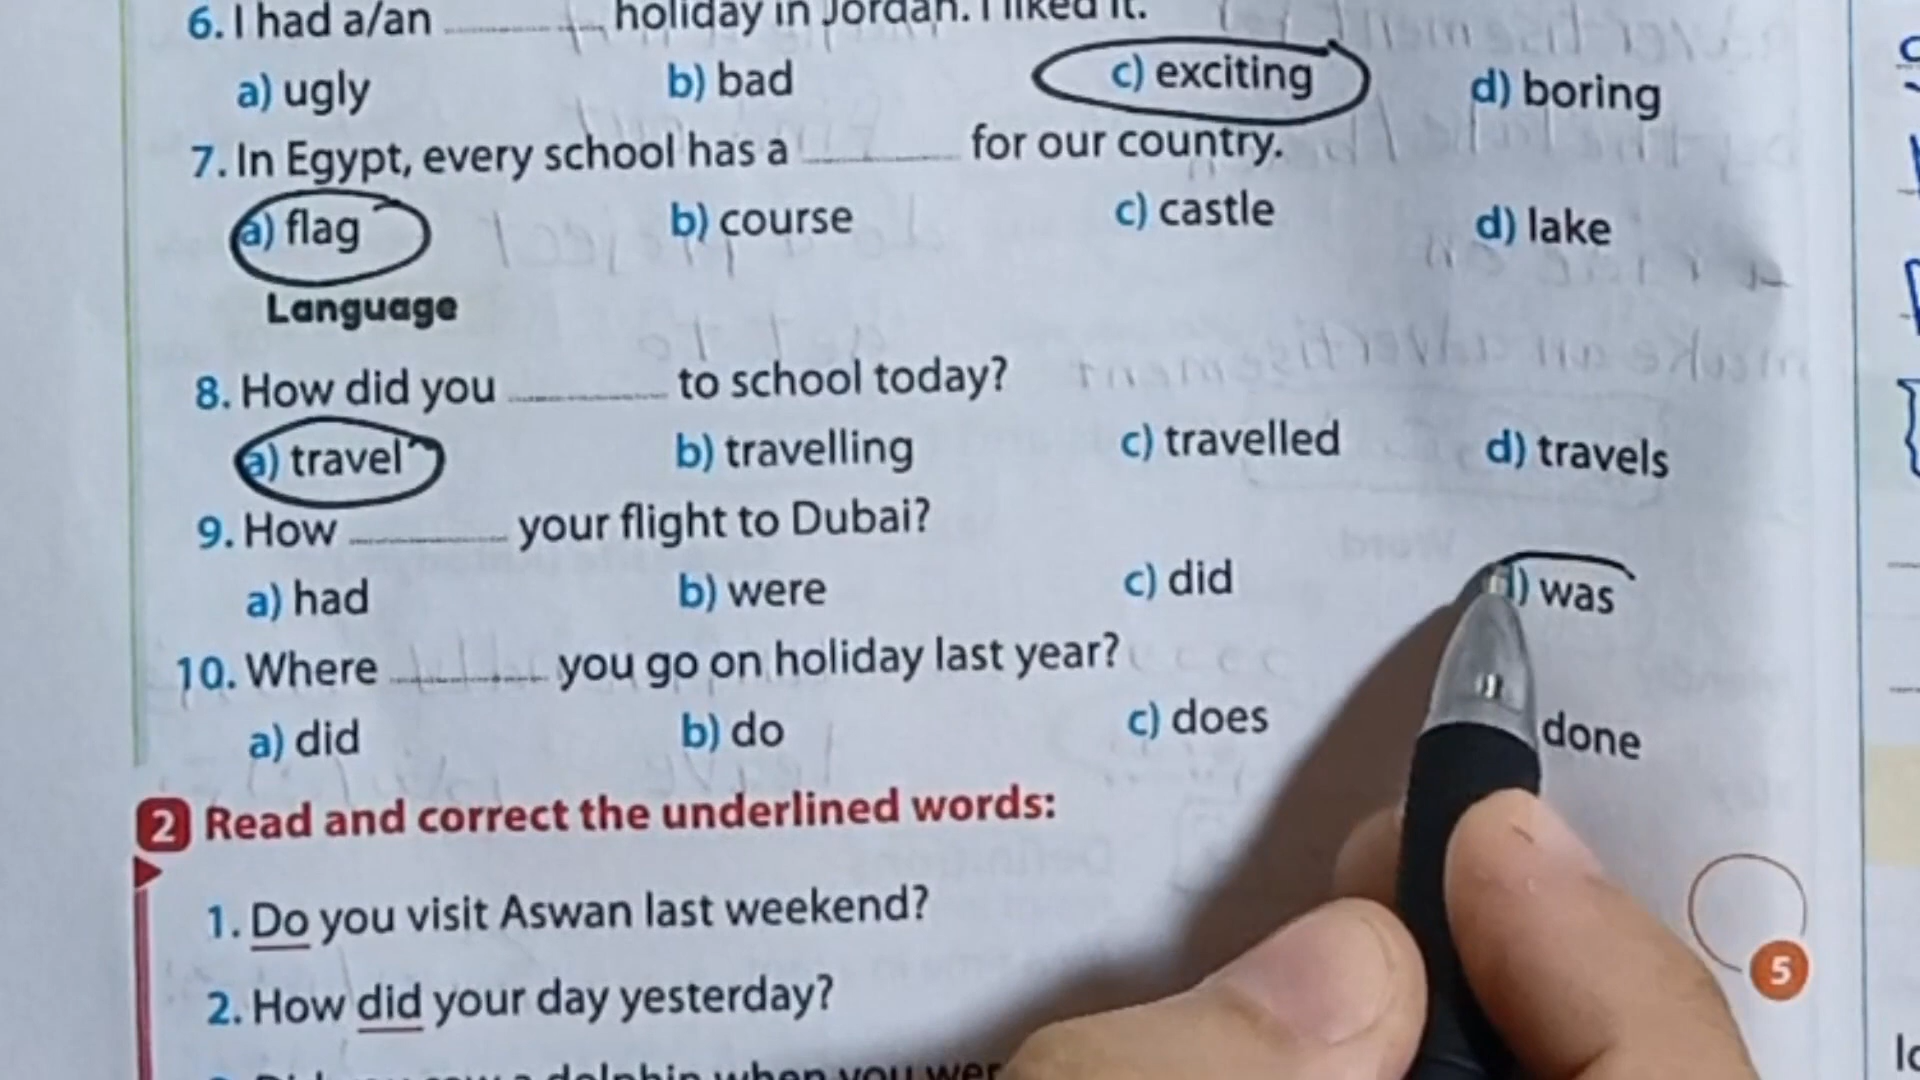 6. I had a/an ............ holiday in Jordan. I liked it.
a) ugly b) bad c) exciting d) boring
7. In Egypt, every school has a ............ for our country.
a) flag b) course c) castle d) lake
Language
8. How did you ............ to school today?
a) travel b) travelling c) travelled d) travels
9. How ............ your flight to Dubai?
a) had b) were c) did d) was
10. Where ............ you go on holiday last year?
a) did b) do c) does done
2 Read and correct the underlined words:
1. Do you visit Aswan last weekend?
2. How did your day yesterday?
dolphin when you
5